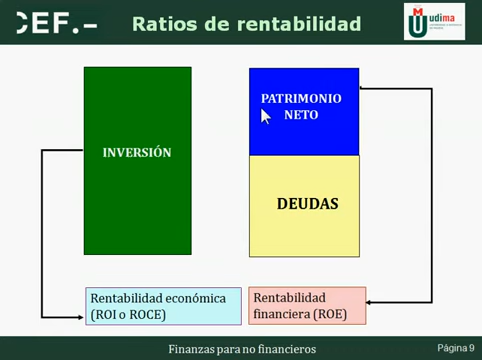 CEF.-
Ratios de rentabilidad
udima
INVERSIÓN
PATRIMONIO
NETO
DEUDAS
Rentabilidad económica
(ROI o ROCE)
Rentabilidad
financiera (ROE)
Finanzas para no financieros
Página 9